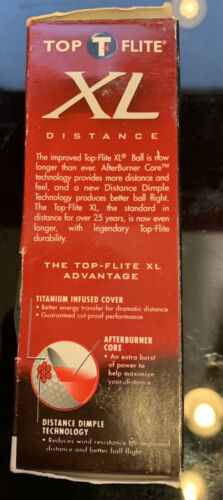 TOP T FLITE®
XL
DISTANCE
The improved Top-Flite XL® Ball is now
longer than ever. AfterBurner Core™
technology provides more distance and
feel, and a new Distance Dimple
Technology produces better ball flight.
The Top-Flite XL, the standard in
distance for over 25 years, is now even
longer, with legendary Top-Flite
durability.
THE TOP-FLITE XL
ADVANTAGE
TITANIUM INFUSED COVER
• Better energy transfer for dramatic distance
• Guaranteed cut-proof performance
AFTERBURNER
CORE
• An extra burst
of power to
help maximize
your distance
DISTANCE DIMPLE
TECHNOLOGY
• Reduces wind resistance for improved
distance and better ball flight.